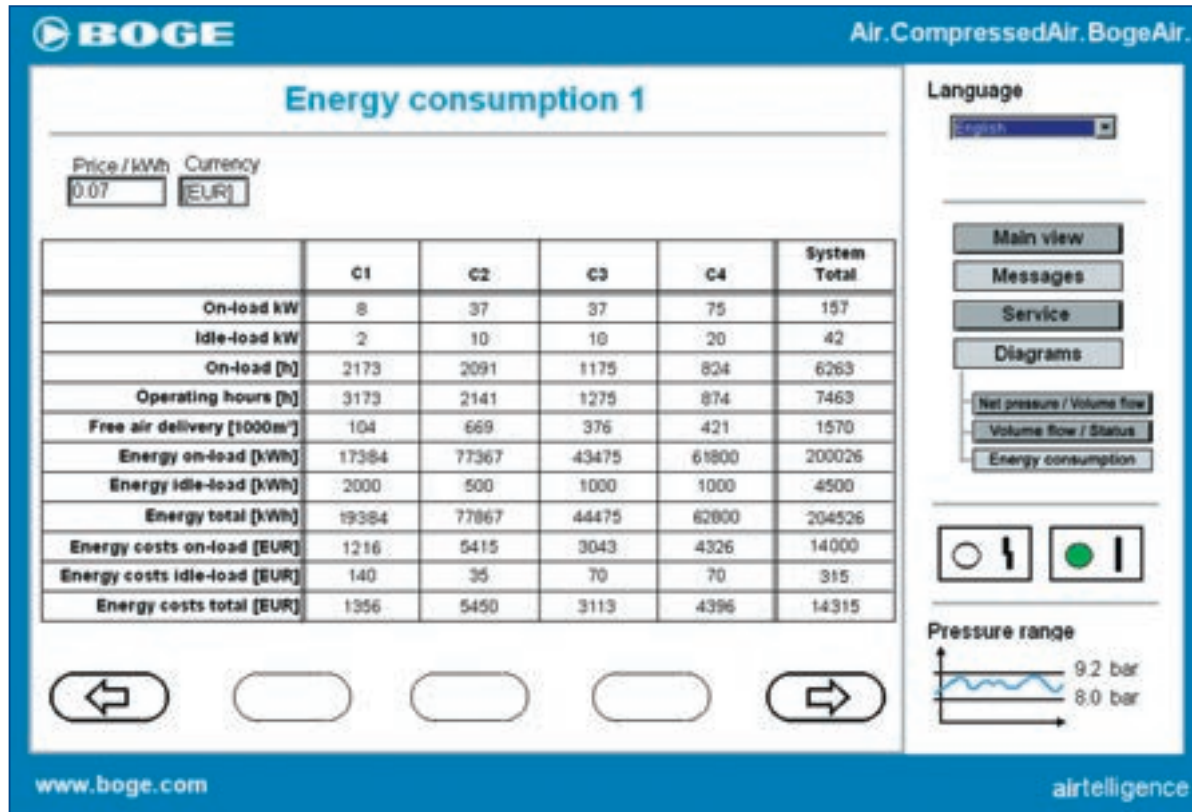 BOGE
Air.CompressedAir.BogeAir.
Energy consumption 1
Price / kWh Currency
0.07 [EUR]
C1 C2 C3 C4 System Total
On-load kW 8 37 37 75 157
Idle-load kW 2 10 10 20 42
On-load [h] 2173 2091 1175 824 6263
Operating hours [h] 3173 2141 1275 874 7463
Free air delivery [1000m³] 104 669 376 421 1570
Energy on-load [kWh] 17384 77367 43475 61800 200026
Energy idle-load [kWh] 2000 500 1000 1000 4500
Energy total [kWh] 19384 77867 44475 62800 204526
Energy costs on-load [EUR] 1216 5415 3043 4326 14000
Energy costs idle-load [EUR] 140 35 70 70 315
Energy costs total [EUR] 1356 5450 3113 4396 14315
Language
English
Main view
Messages
Service
Diagrams
Net pressure / Volume flow
Volume flow / Status
Energy consumption
Pressure range
9.2 bar
8.0 bar
www.boge.com
airtelligence